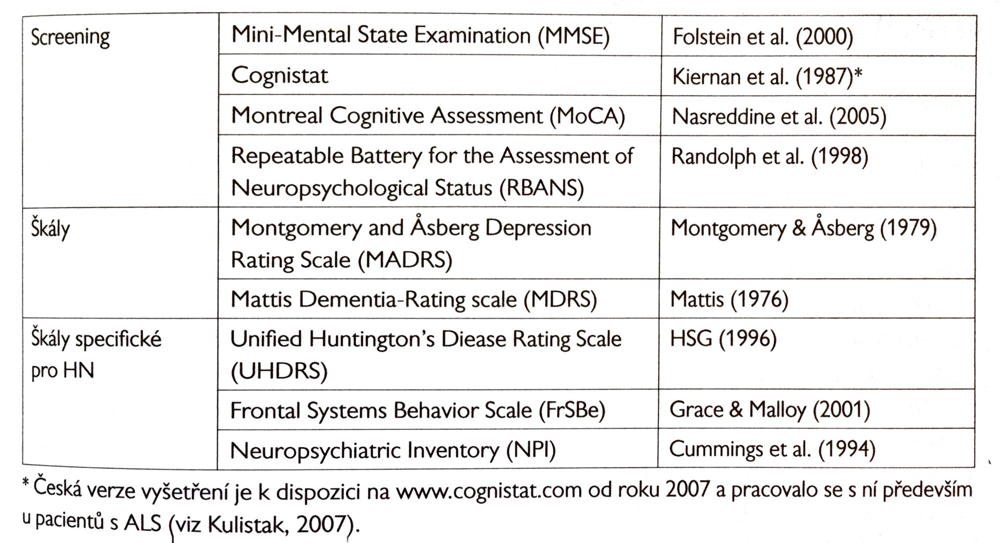 Screening Mini-Mental State Examination (MMSE) Folstein et al. (2000)
Cognistat Kiernan et al. (1987)*
Montreal Cognitive Assessment (MoCA) Nasreddine et al. (2005)
Repeatable Battery for the Assessment of Randolph et al. (1998)
Neuropsychological Status (RBANS)
Škály Montgomery and Åsberg Depression Montgomery & Åsberg (1979)
Rating Scale (MADRS)
Mattis Dementia-Rating scale (MDRS) Mattis (1976)
Škály specifické Unified Huntington's Diease Rating Scale HSG (1996)
pro HN (UHDRS)
Frontal Systems Behavior Scale (FrSBe) Grace & Malloy (2001)
Neuropsychiatric Inventory (NPI) Cummings et al. (1994)
* Česká verze vyšetření je k dispozici na www.cognistat.com od roku 2007 a pracovalo se s ní především
u pacientů s ALS (viz Kulistak, 2007).